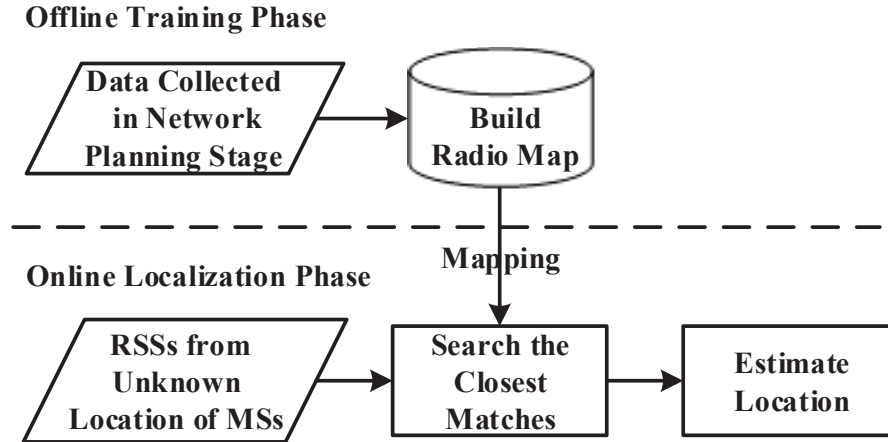 Offline Training Phase
Data Collected
in Network
Planning Stage
Build
Radio Map
Mapping
Online Localization Phase
RSSs from
Unknown
Location of MSs
Search the
Closest
Matches
Estimate
Location